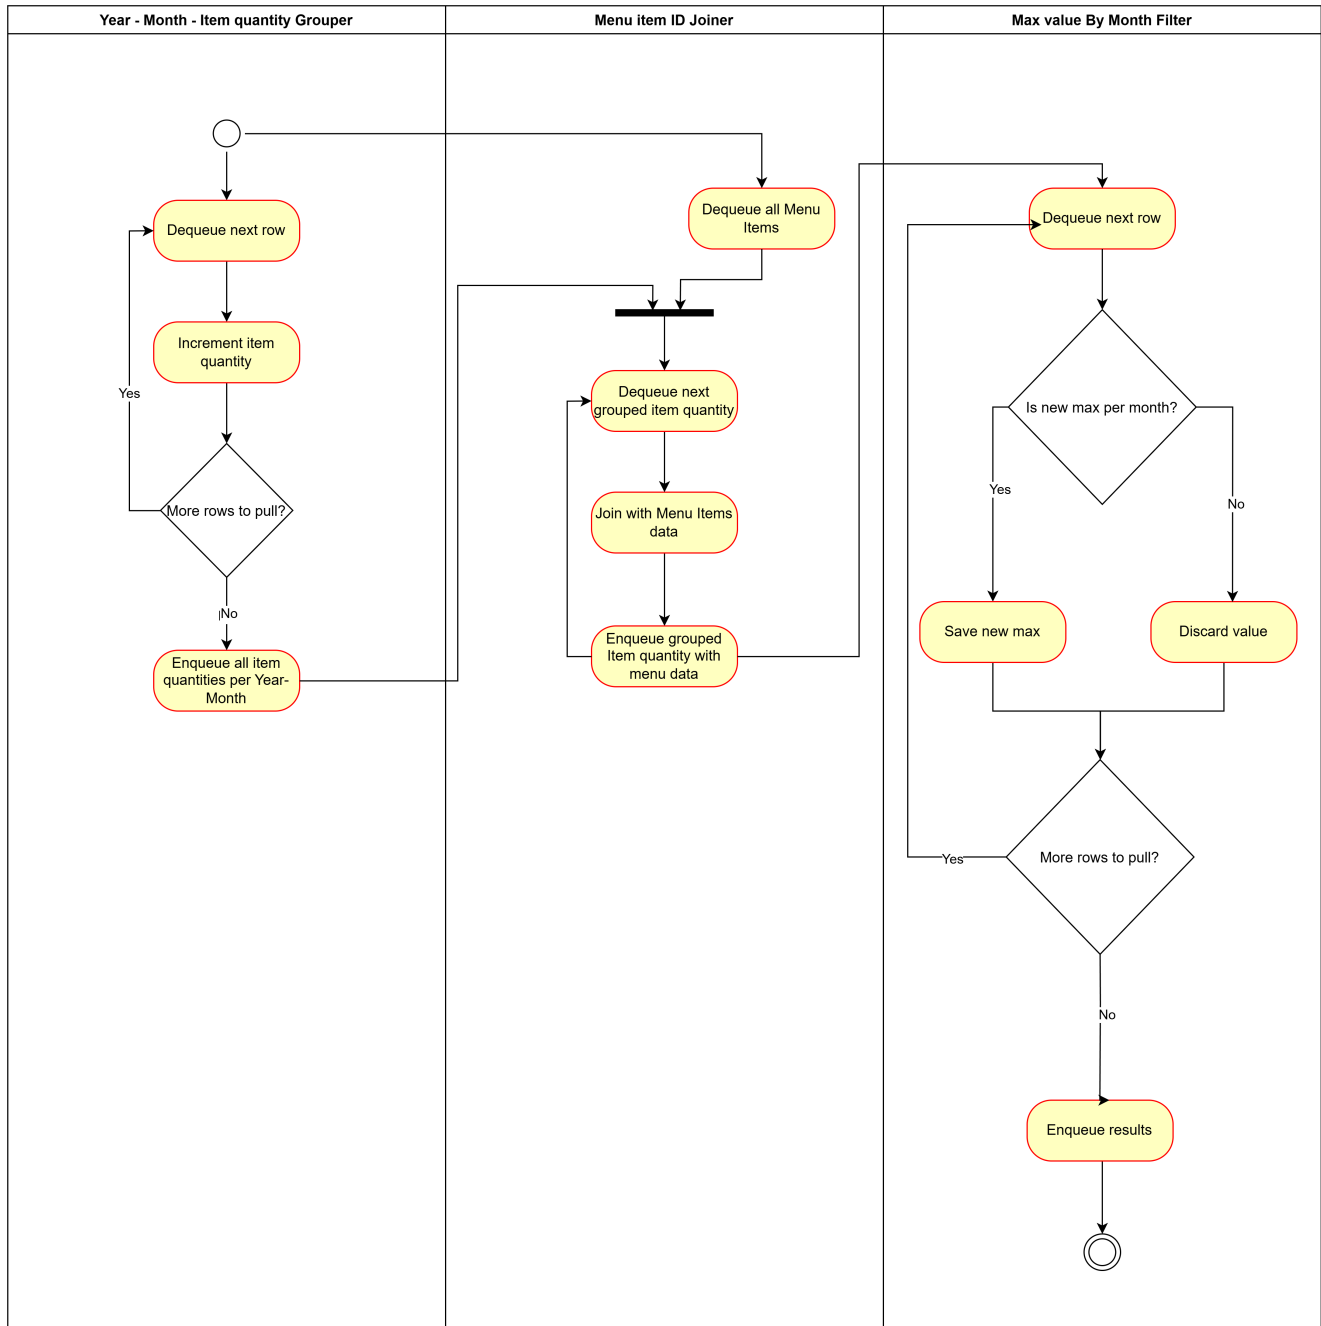 Year - Month - Item quantity Grouper
Menu item ID Joiner
Max value By Month Filter
Dequeue next row
Increment item
quantity
Yes
More rows to pull?
No
Enqueue all item
quantities per Year-
Month
Dequeue all Menu
Items
Dequeue next
grouped item quantity
Join with Menu Items
data
Enqueue grouped
Item quantity with
menu data
Dequeue next row
Is new max per month?
Yes
No
Save new max
Discard value
More rows to pull?
Yes
No
Enqueue results